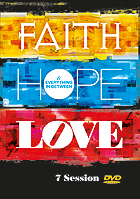 FAITH
HOPE
& EVERYTHING
IN BETWEEN
LOVE
7 Session DVD